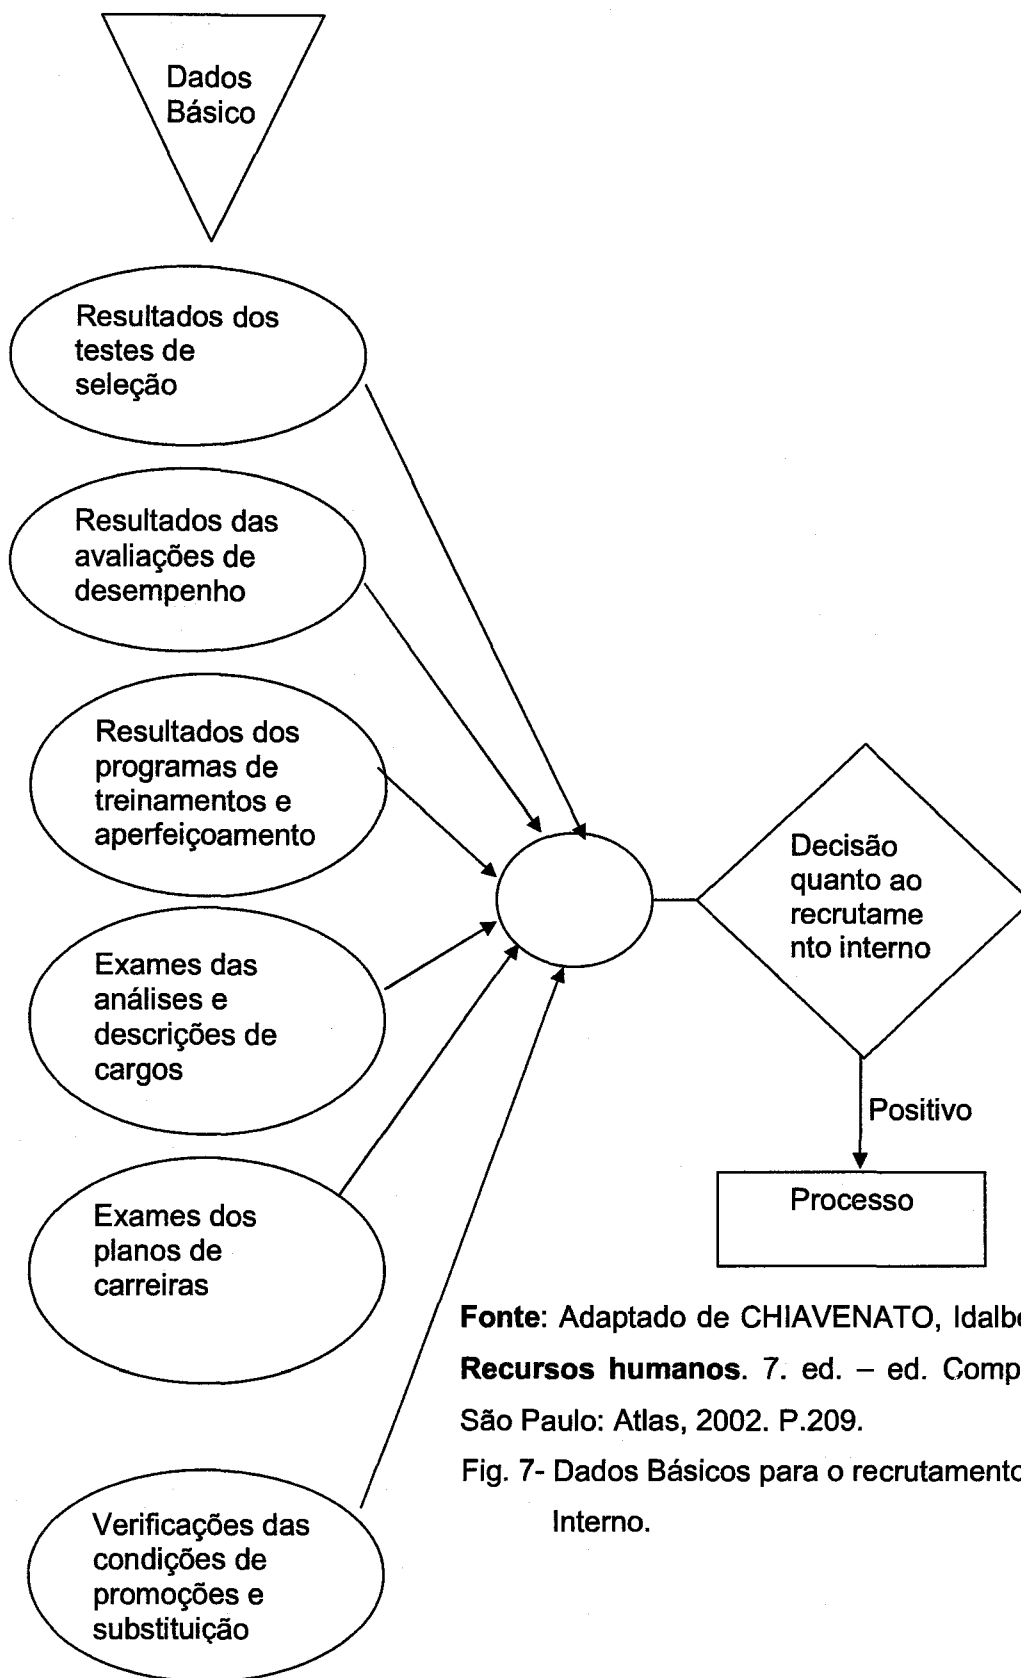 Dados
Básico
Resultados dos
testes de
seleção
Resultados das
avaliações de
desempenho
Resultados dos
programas de
treinamentos e
aperfeiçoamento
Exames das
análises e
descrições de
cargos
Exames dos
planos de
carreiras
Verificações das
condições de
promoções e
substituição
Decisão
quanto ao
recrutame
nto interno
Positivo
Processo
Fonte: Adaptado de CHIAVENATO, Idalbe
Recursos humanos. 7. ed. – ed. Comp
São Paulo: Atlas, 2002. P.209.
Fig. 7- Dados Básicos para o recrutamento
Interno.